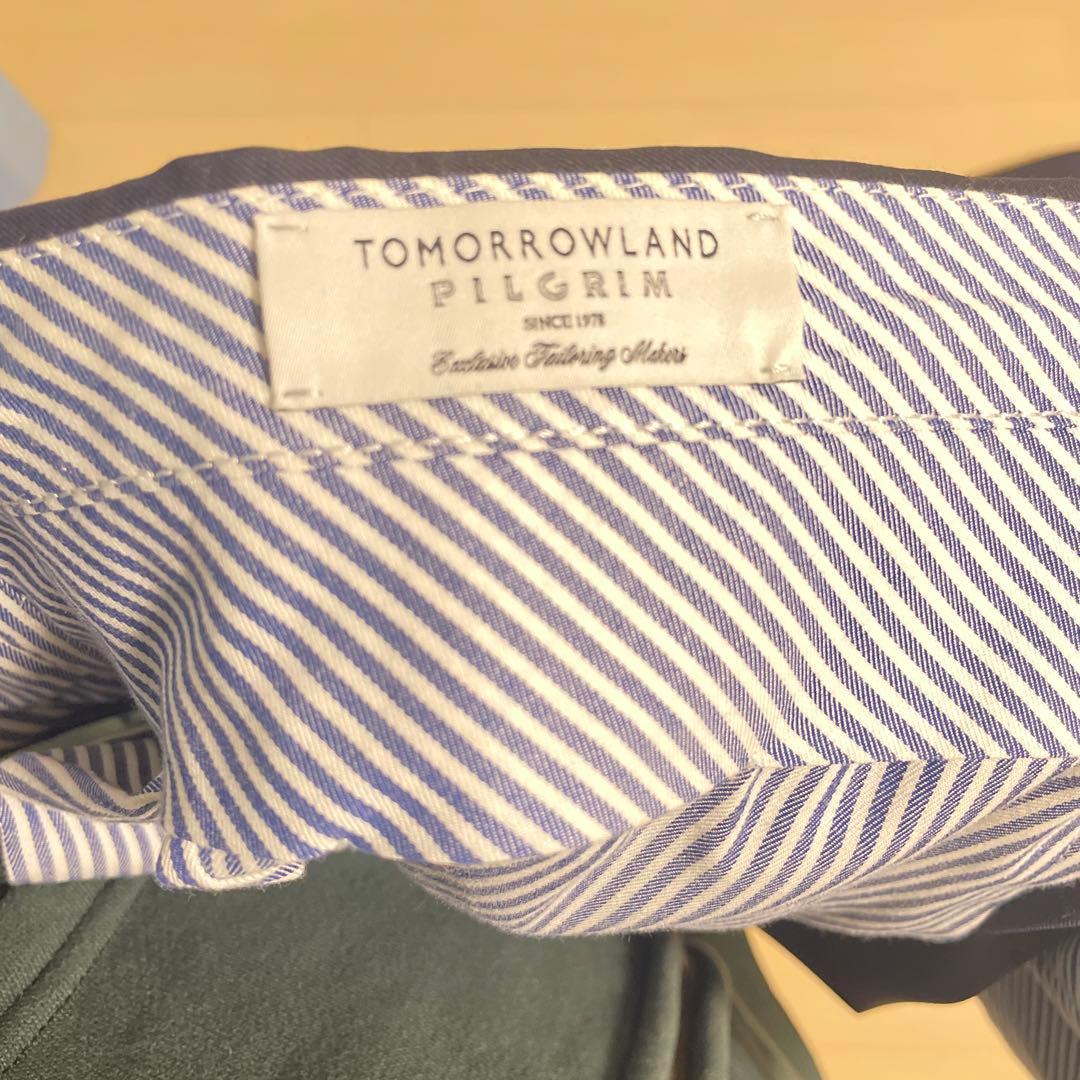 TOMORROWLAND
PILGRIM
SINCE 1978
Exclusive Tailoring Makers